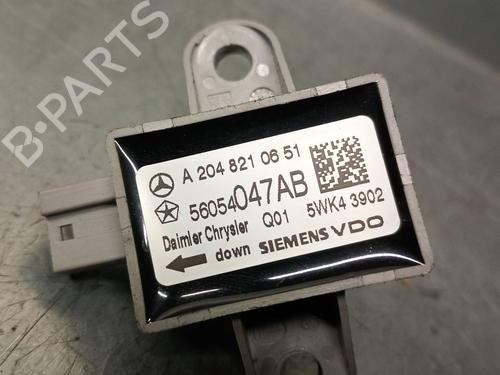 B-PARTS
A 204 821 06 51
56054047AB
Q01 5WK4 3902
Daimler Chrysler
down SIEMENS VDO